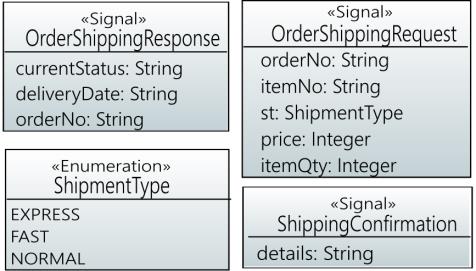 «Signal»
OrderShippingResponse
currentStatus: String
deliveryDate: String
orderNo: String
«Signal»
OrderShippingRequest
orderNo: String
itemNo: String
st: ShipmentType
price: Integer
itemQty: Integer
«Enumeration»
ShipmentType
EXPRESS
FAST
NORMAL
«Signal»
ShippingConfirmation
details: String